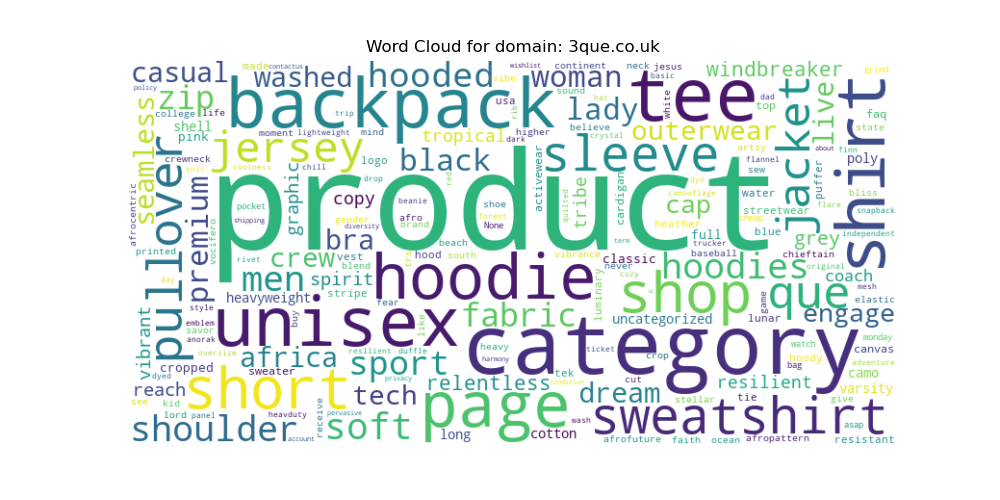 Word Cloud for domain: 3que.co.uk
product
category
unisex
backpack
hoodie
tee
shirt
shop
page
sweatshirt
short
pullover
jacket
jersey
sleeve
que
hoodies
shoulder
soft
sport
fabric
zip
hooded
washed
woman
lady
casual
black
outerwear
windbreaker
live
seamless
premium
men
crew
bra
cap
tribe
africa
tech
dream
relentless
engage
reach
spirit
copy
graphic
tropical
vibrant
heavyweight
cropped
resilient
varsity
camo
coach
grey
poly
full
classic
uncategorized
cotton
long
resistant
canvas
lunar
elastic
chieftain
streetwear
puffer
water
blue
top
faq
state
grind
bliss
snapback
flare
independent
original
mesh
monday
adventure
watch
bag
hoody
game
luminary
never
cozy
trucker
baseball
heather
cardigan
activewear
quilted
camouflage
flannel
artsy
finn
about
sew
dye
cheap
dad
white
basic
jesus
neck
continent
wishlist
contactus
made
policy
college
life
shell
pink
crewneck
knit
coolness
chill
moment
lightweight
trip
mind
logo
drop
usa
vibe
sound
hat
rib
higher
dark
believe
crystal
afrocentric
printed
vocifero
pocket
shipping
rivet
gender
diversity
afro
beanie
brand
red
shoe
forest
None
beach
hood
south
vibrance
vest
blend
stripe
term
day
style
emblem
savor
anorak
oversize
dyed
kid
see
lord
panel
heavduty
account
receive
pervasive
privacy
resilient
duffle
sweater
fear
buy
like
heavy
harmony
condition
ticket
crop
tek
cut
wash
stellar
tie
give
asap
faith
ocean
afrofuture
afropattern